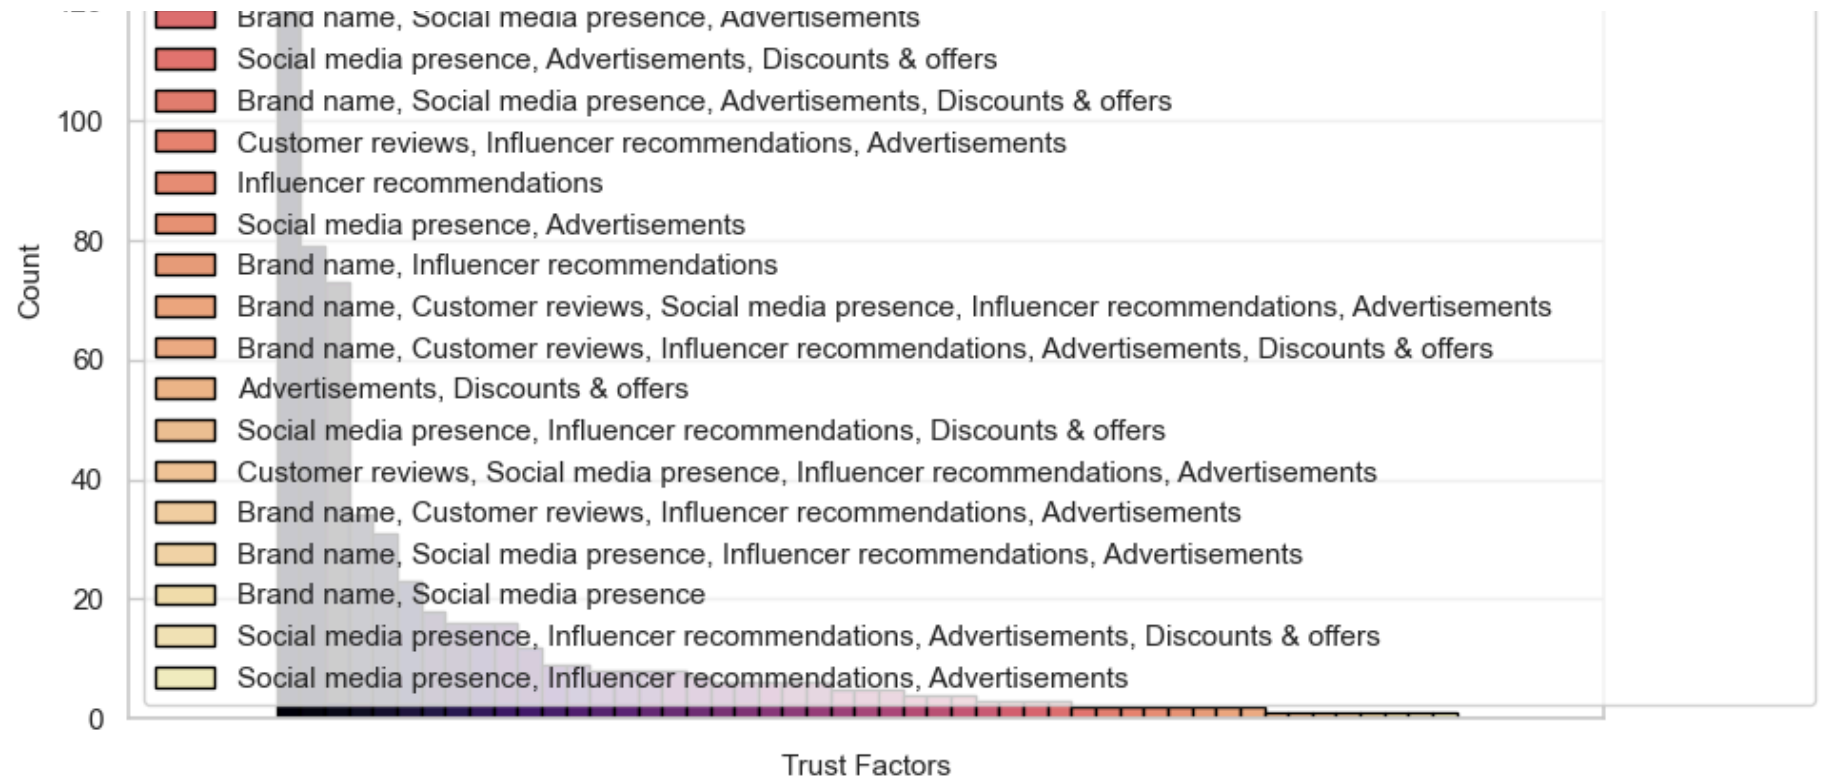 Brand name, Social media presence, Advertisements
Social media presence, Advertisements, Discounts & offers
Brand name, Social media presence, Advertisements, Discounts & offers
100
Customer reviews, Influencer recommendations, Advertisements
Influencer recommendations
Social media presence, Advertisements
80
Brand name, Influencer recommendations
Count
Brand name, Customer reviews, Social media presence, Influencer recommendations, Advertisements
Brand name, Customer reviews, Influencer recommendations, Advertisements, Discounts & offers
60
Advertisements, Discounts & offers
Social media presence, Influencer recommendations, Discounts & offers
Customer reviews, Social media presence, Influencer recommendations, Advertisements
40
Brand name, Customer reviews, Influencer recommendations, Advertisements
Brand name, Social media presence, Influencer recommendations, Advertisements
Brand name, Social media presence
20
Social media presence, Influencer recommendations, Advertisements, Discounts & offers
Social media presence, Influencer recommendations, Advertisements
0
Trust Factors